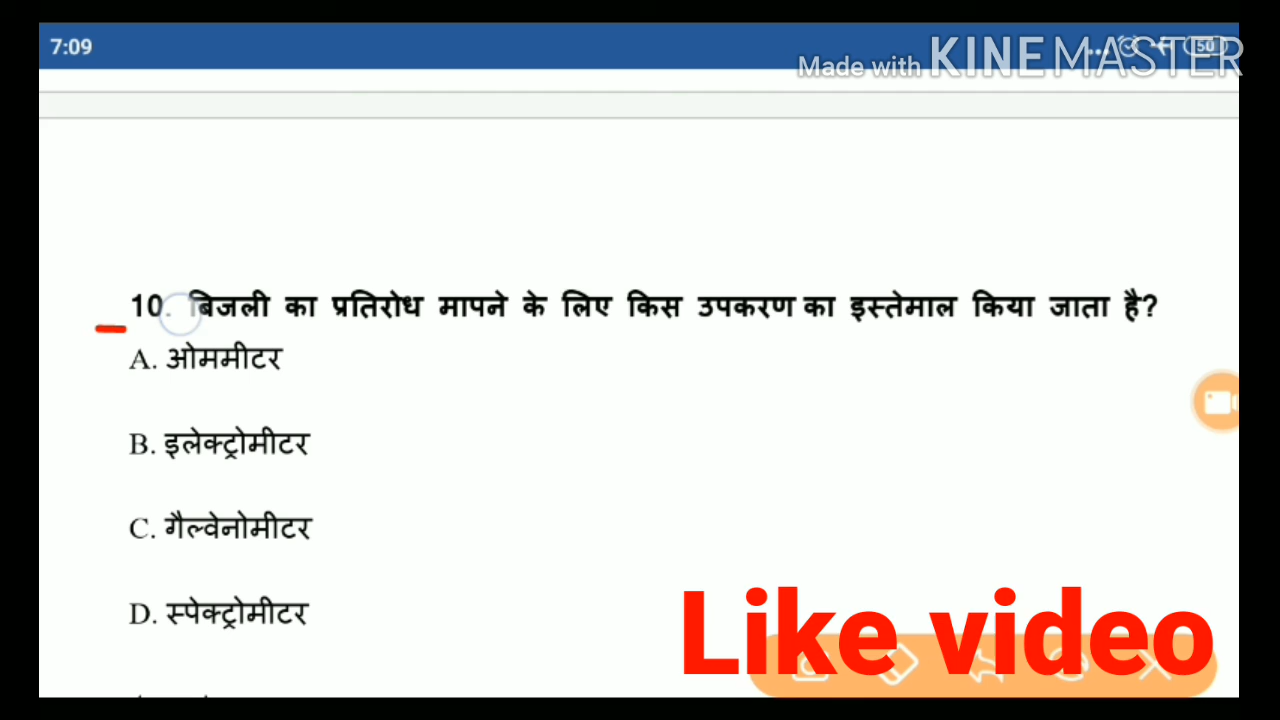 7:09
Made with KINEMASTER
50
10. बिजली का प्रतिरोध मापने के लिए किस उपकरण का इस्तेमाल किया जाता है?
A. ओममीटर
B. इलेक्ट्रोमीटर
C. गैल्वेनोमीटर
D. स्पेक्ट्रोमीटर
Like video